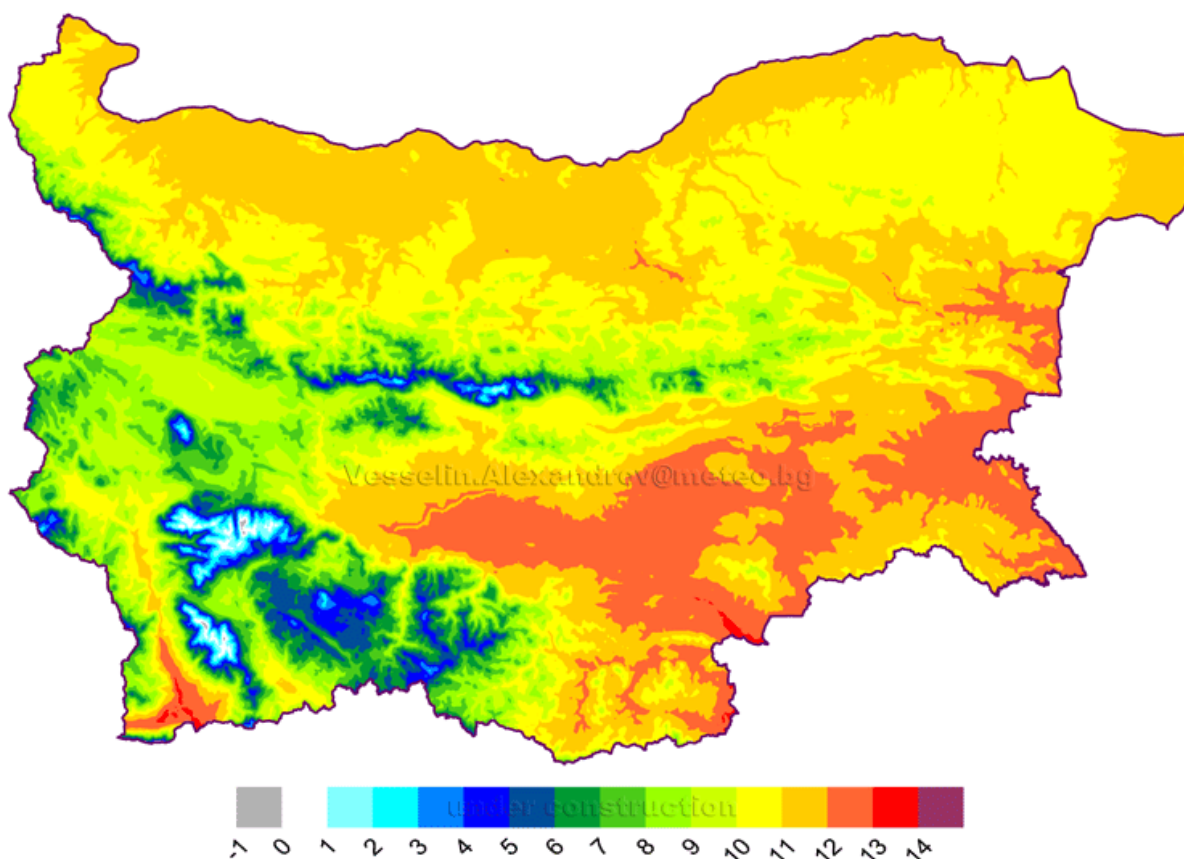 Vesselin.Alexandrov@meteo.bg
under construction
-1 0 1 2 3 4 5 6 7 8 9 10 11 12 13 14